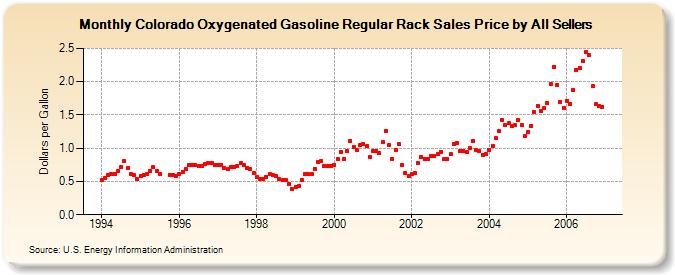 Monthly Colorado Oxygenated Gasoline Regular Rack Sales Price by All Sellers
Dollars per Gallon
2.5
2.0
1.5
1.0
0.5
0.0
1994 1996 1998 2000 2002 2004 2006
Source: U.S. Energy Information Administration